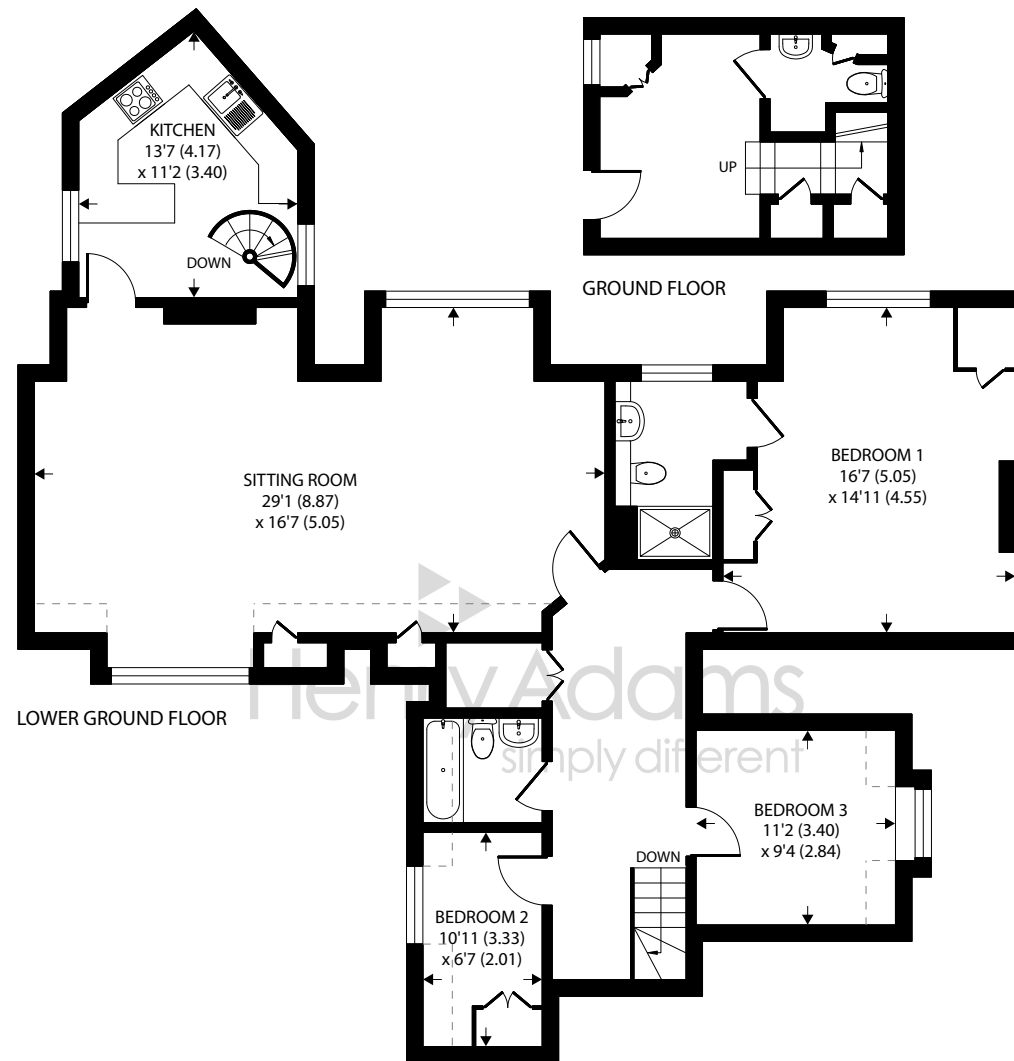 KITCHEN
13'7 (4.17)
x 11'2 (3.40)
DOWN
UP
GROUND FLOOR
SITTING ROOM
29'1 (8.87)
x 16'7 (5.05)
BEDROOM 1
16'7 (5.05)
x 14'11 (4.55)
LOWER GROUND FLOOR
Henry Adams
simply different
BEDROOM 3
11'2 (3.40)
x 9'4 (2.84)
DOWN
BEDROOM 2
10'11 (3.33)
x 6'7 (2.01)